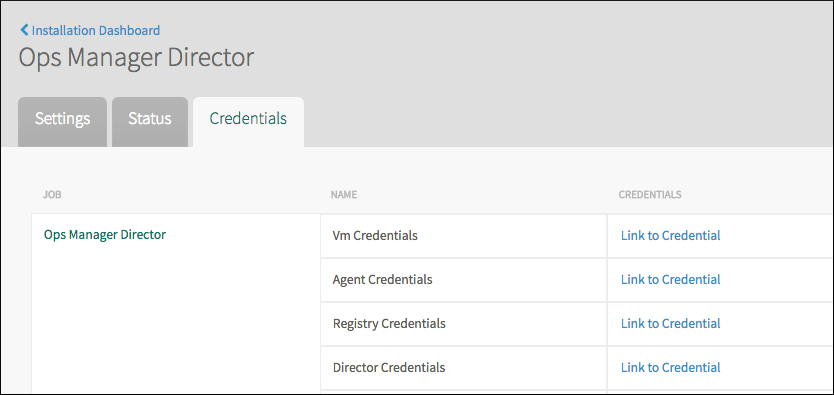 Installation Dashboard
Ops Manager Director
Settings Status Credentials
JOB NAME CREDENTIALS
Ops Manager Director Vm Credentials Link to Credential
Agent Credentials Link to Credential
Registry Credentials Link to Credential
Director Credentials Link to Credential